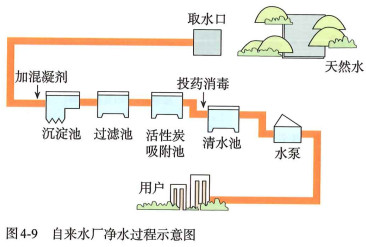 取水口
天然水
加混凝剂
投药消毒
沉淀池
过滤池
活性炭
吸附池
清水池
水泵
用户
图4-9 自来水厂净水过程示意图